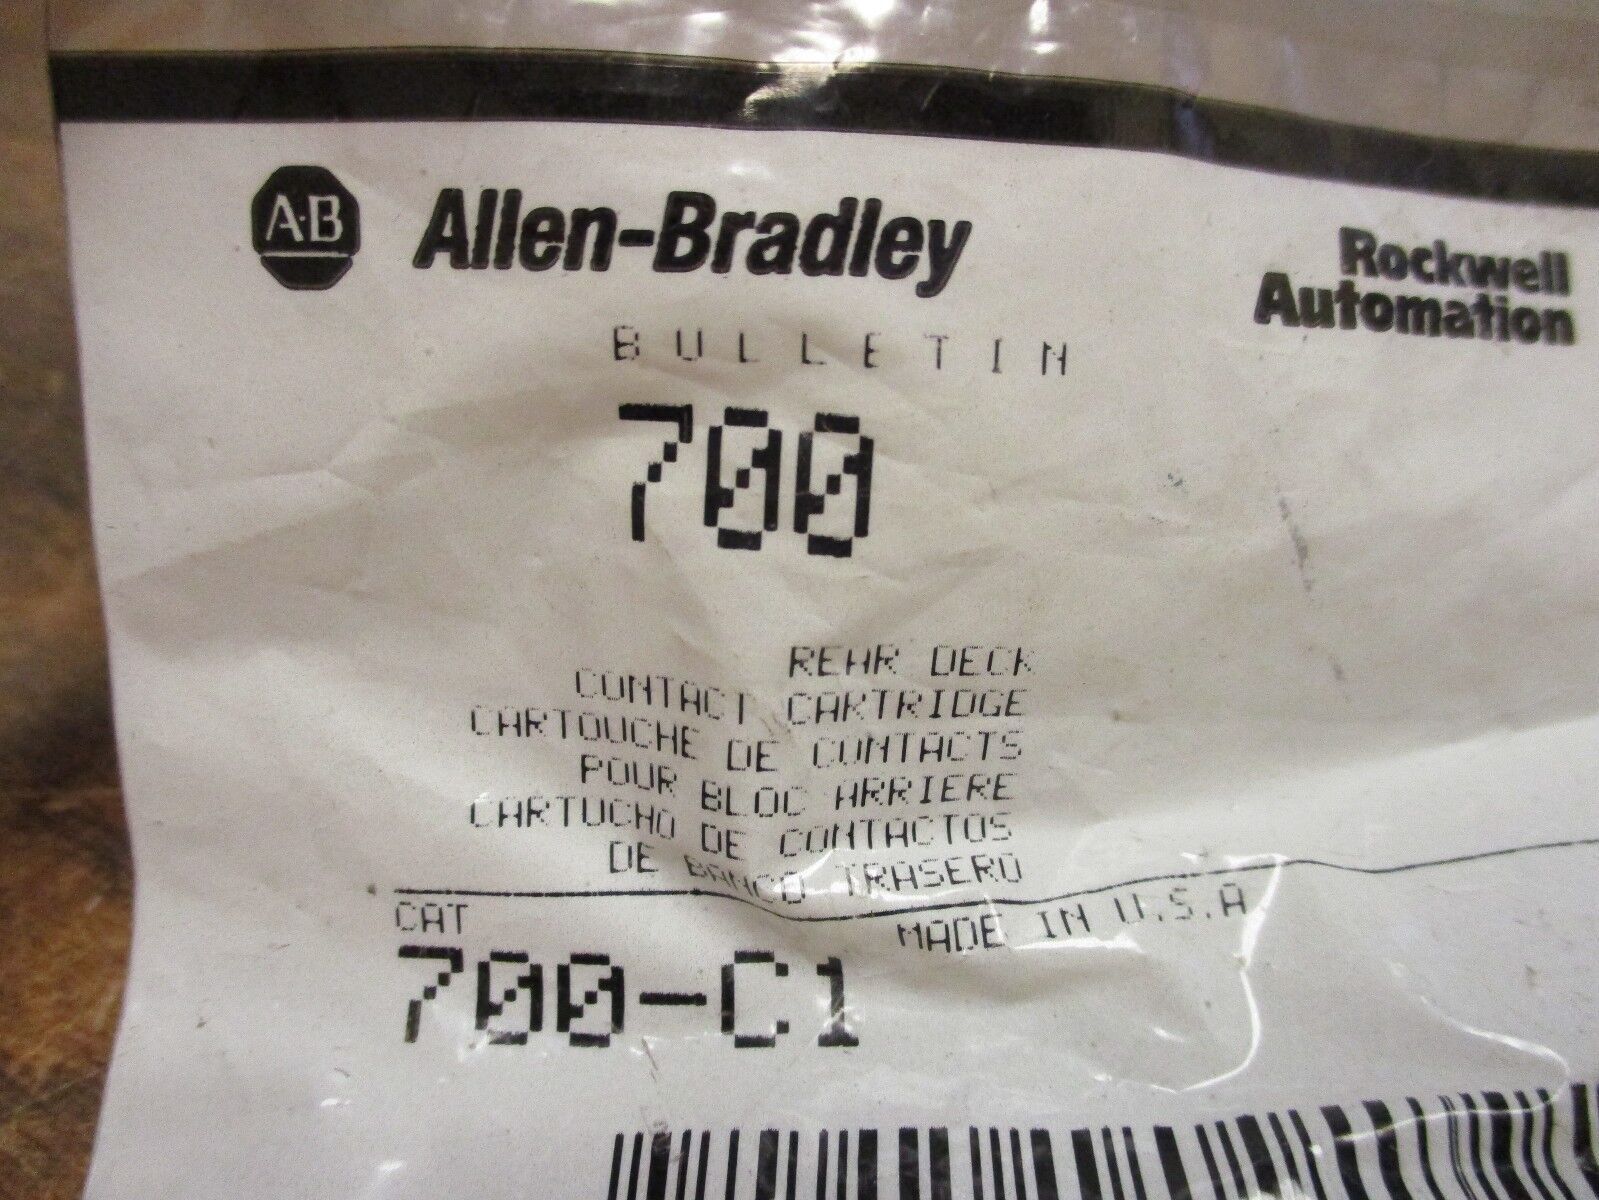 A-B Allen-Bradley
Rockwell
Automation
BULLETIN
700
REAR DECK
CONTACT CARTRIDGE
CARTOUCHE DE CONTACTS
POUR BLOC ARRIERE
CARTUCHO DE CONTACTOS
DE BANCO TRASERO
CAT
MADE IN U.S.A
700-C1